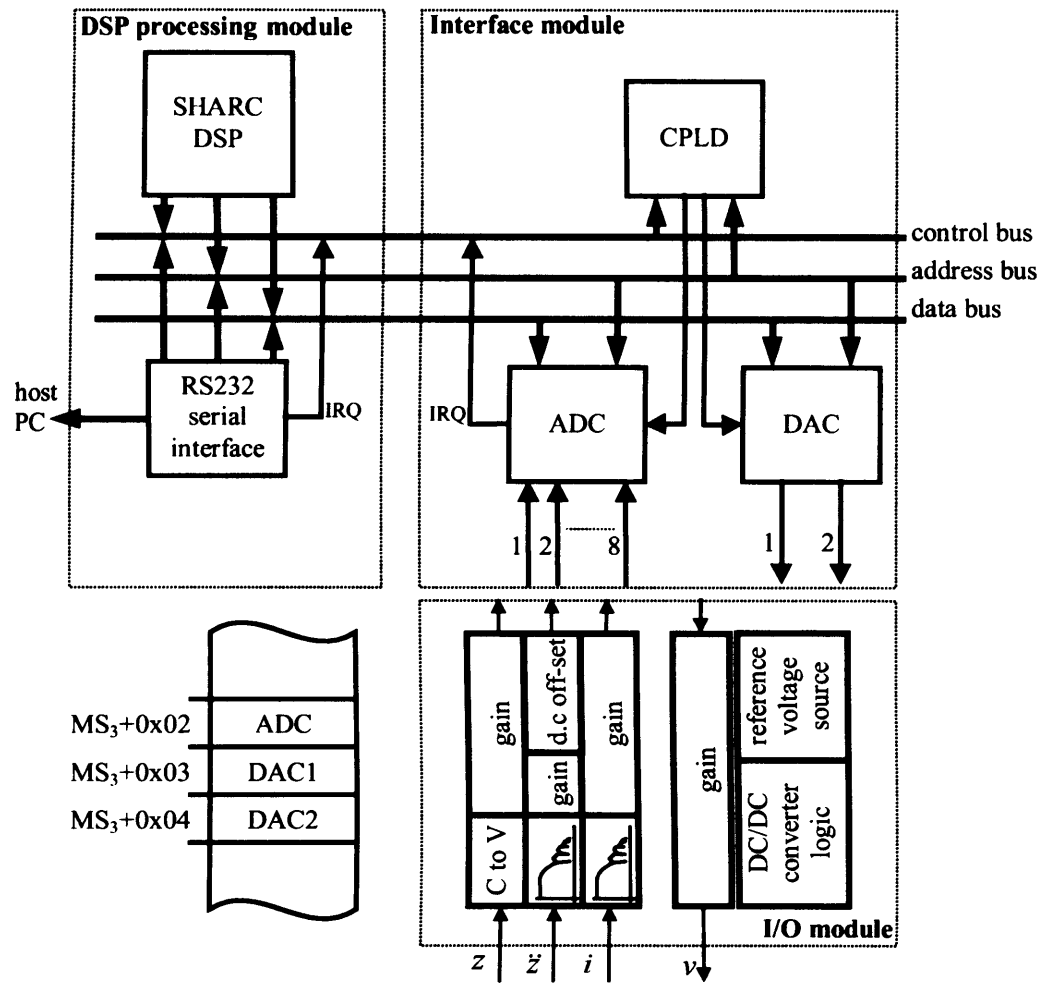 DSP processing module
Interface module
SHARC
DSP
CPLD
control bus
address bus
data bus
host
PC
RS232
serial
interface
IRQ
IRQ
ADC
DAC
1
2
8
1
2
MS₃+0x02
ADC
MS₃+0x03
DAC1
MS₃+0x04
DAC2
gain
C to V
d.c off-set
gain
gain
gain
reference
voltage
source
DC/DC
converter
logic
I/O module
z
z̈
i
v